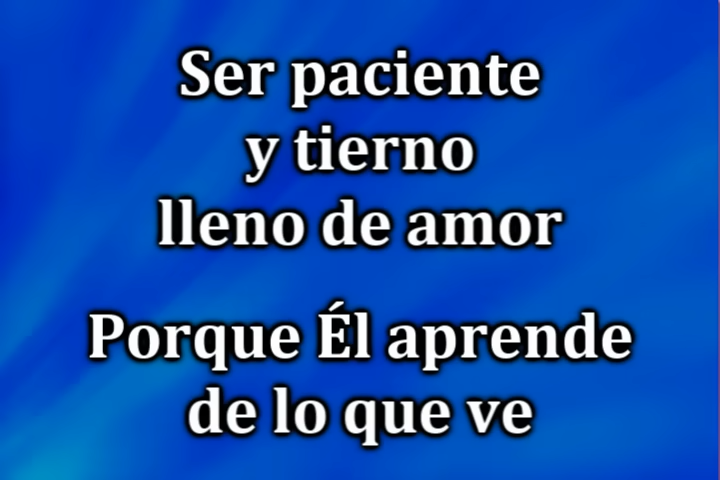 Ser paciente
y tierno
lleno de amor
Porque Él aprende
de lo que ve